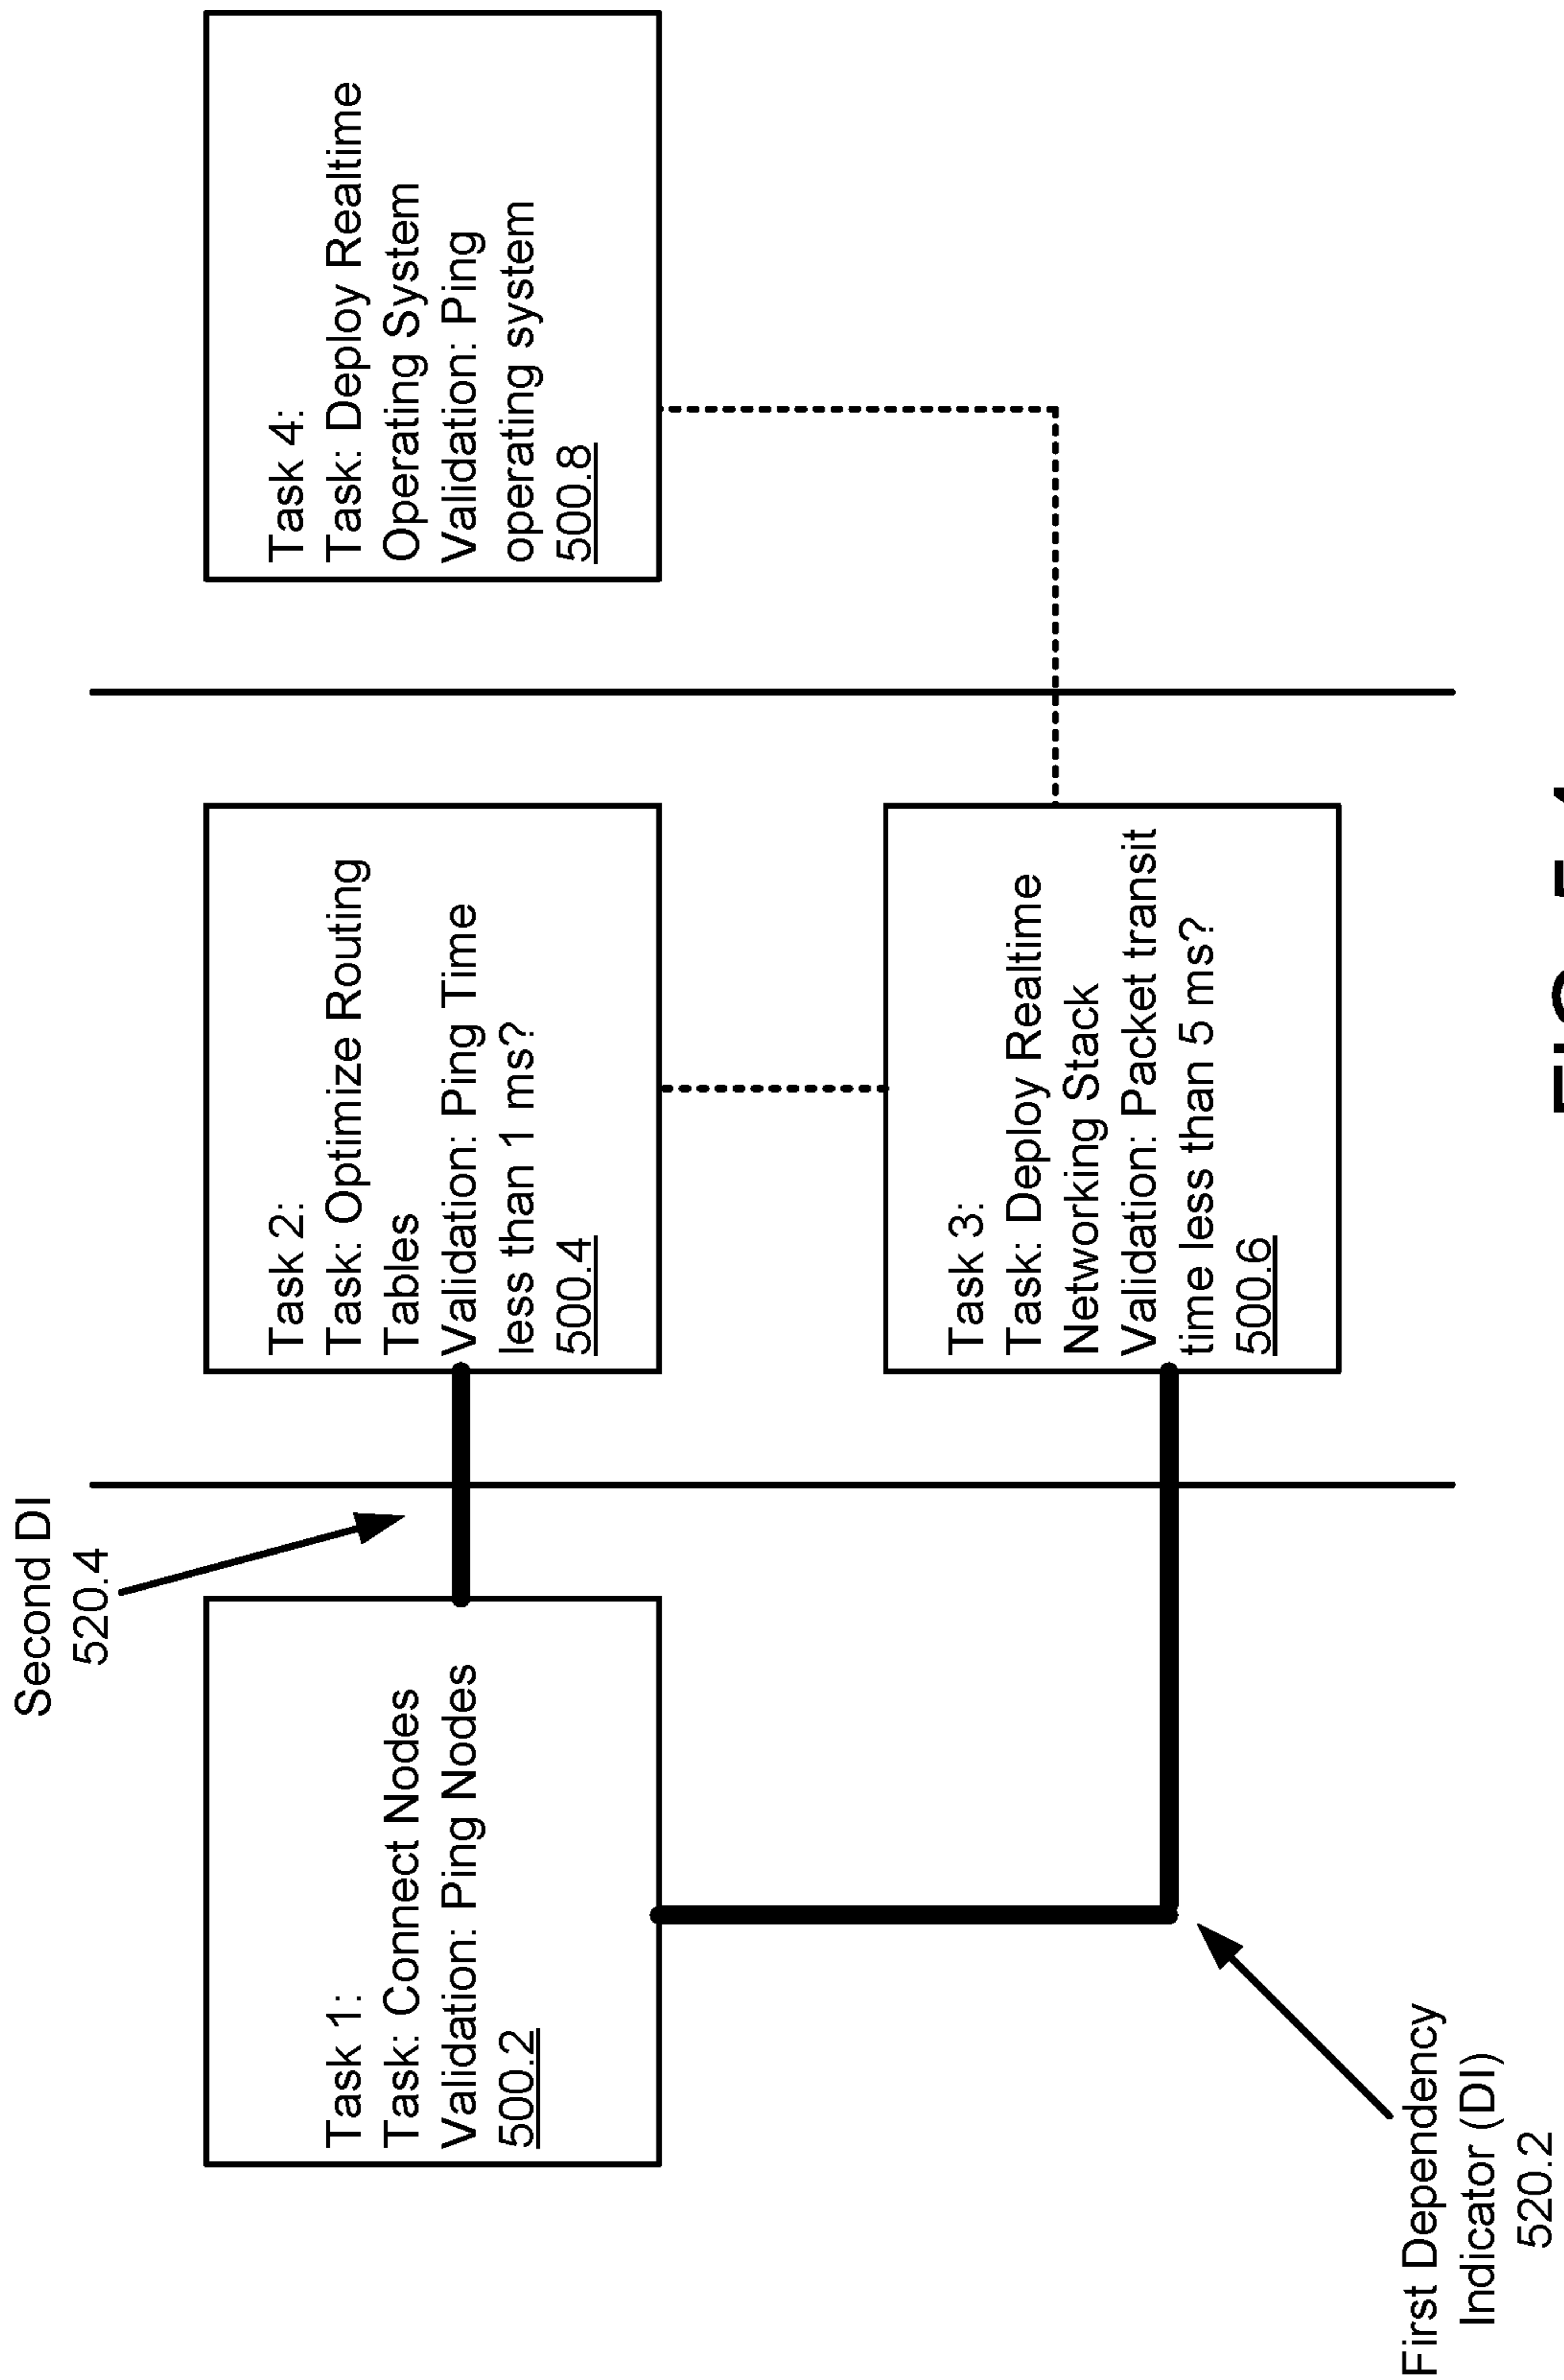 Second DI
520.4
Task 1:
Task: Connect Nodes
Validation: Ping Nodes
500.2
Task 2:
Task: Optimize Routing
Tables
Validation: Ping Time
less than 1 ms?
500.4
Task 4:
Task: Deploy Realtime
Operating System
Validation: Ping
operating system
500.8
Task 3:
Task: Deploy Realtime
Networking Stack
Validation: Packet transit
time less than 5 ms?
500.6
First Dependency
Indicator (DI)
520.2